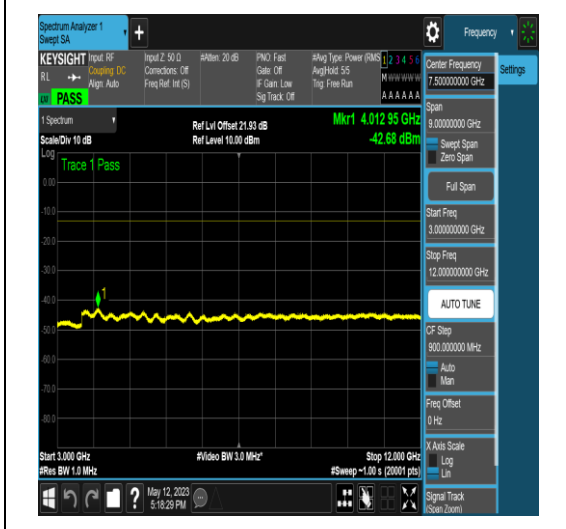 Spectrum Analyzer 1
Swept SA
+
Frequency
KEYSIGHT Input: RF Input Z: 50 Ω #Atten: 20 dB PNO: Fast #Avg Type: Power (RMS 1 2 3 4 5 6
RL Coupling: DC Corrections: Off Gate: Off Avg|Hold: 5/5 M W W W W W
Align: Auto Freq Ref: Int (S) IF Gain: Low Trig: Free Run
Sig Track: Off A A A A A A
PASS
1 Spectrum Ref Lvl Offset 21.93 dB Mkr1 4.012 95 GHz
Scale/Div 10 dB Ref Level 10.00 dBm -42.68 dBm
Log
Trace 1 Pass
0.00
-10.0
-20.0
-30.0
-40.0
1
-50.0
-60.0
-70.0
-80.0
Start 3.000 GHz #Video BW 3.0 MHz* Stop 12.000 GHz
#Res BW 1.0 MHz #Sweep ~1.00 s (20001 pts)
May 12, 2023
5:18:29 PM
?
Center Frequency
7.500000000 GHz
Settings
Span
9.00000000 GHz
Swept Span
Zero Span
Full Span
Start Freq
3.000000000 GHz
Stop Freq
12.000000000 GHz
AUTO TUNE
CF Step
900.000000 MHz
Auto
Man
Freq Offset
0 Hz
X Axis Scale
Log
Lin
Signal Track
(Span Zoom)